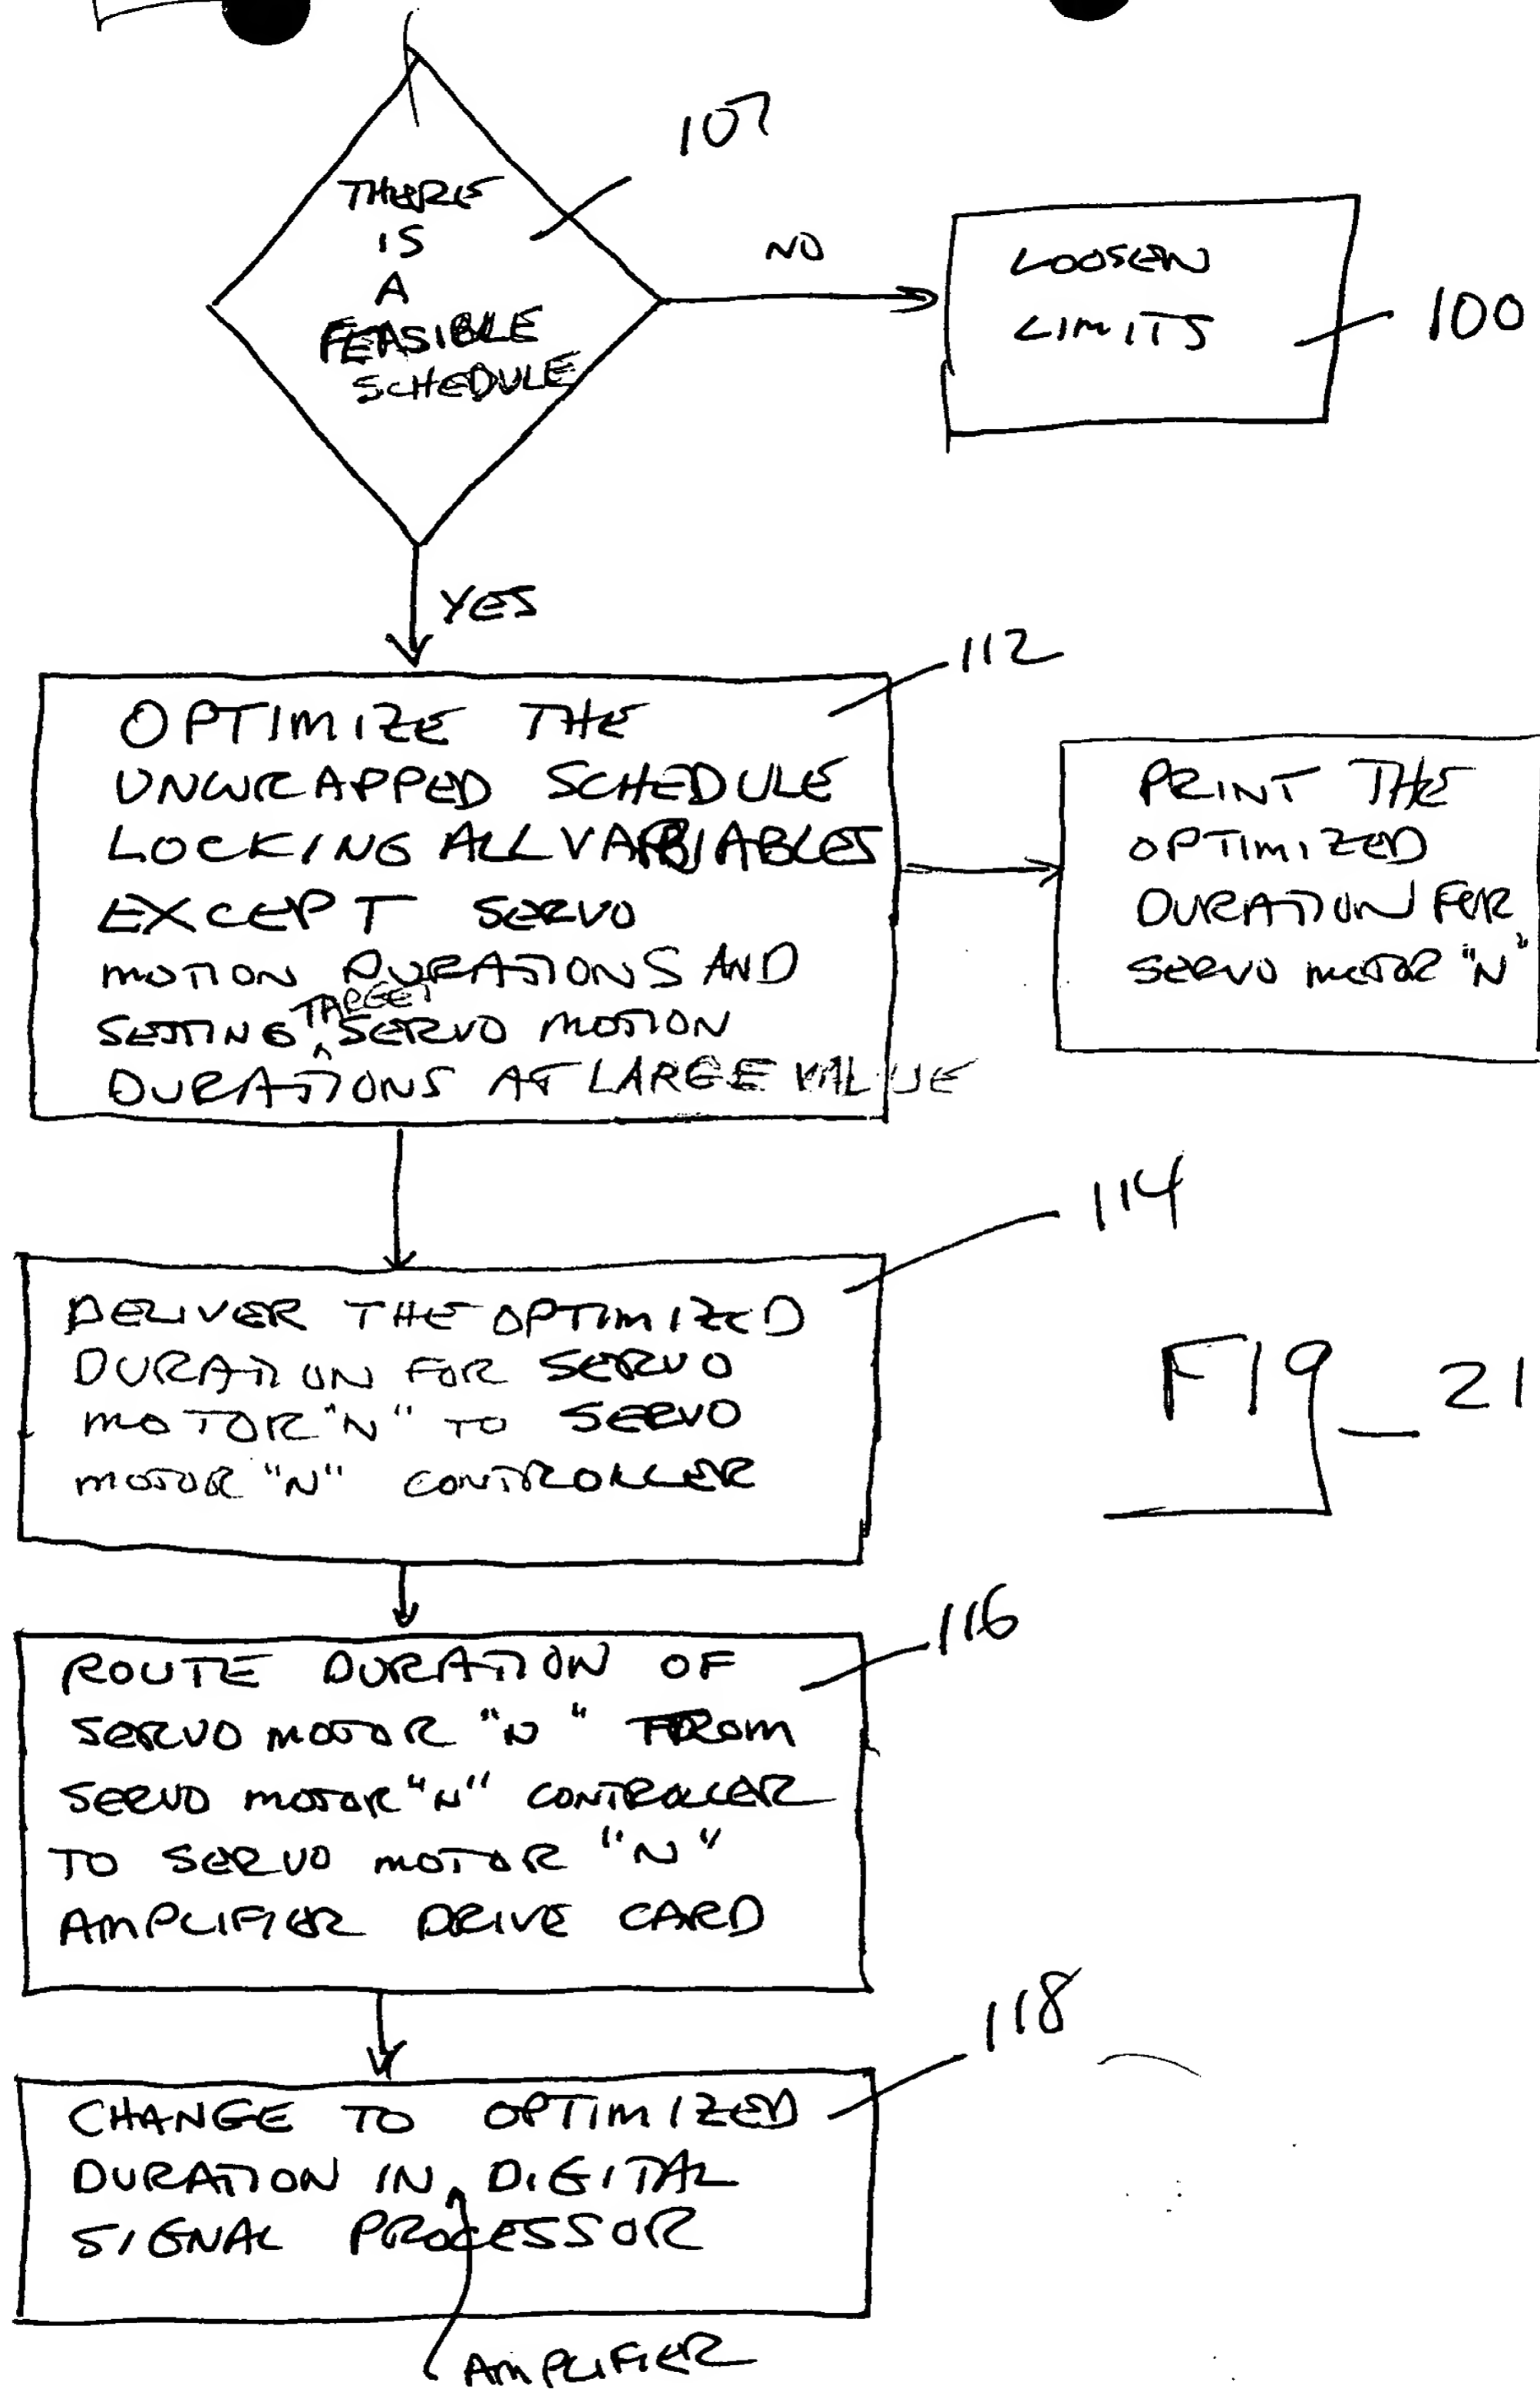 107
THERE
IS
A
FEASIBLE
SCHEDULE
NO
LOOSEN
LIMITS
100
YES
112
OPTIMIZE THE
UNWRAPPED SCHEDULE
LOCKING ALL VARIABLES
EXCEPT SERVO
MOTION DURATIONS AND
SETTING TARGET SERVO MOTION
DURATIONS AT LARGE VALUE
PRINT THE
OPTIMIZED
DURATION FOR
SERVO MOTOR "N"
114
DELIVER THE OPTIMIZED
DURATION FOR SERVO
MOTOR "N" TO SERVO
MOTOR "N" CONTROLLER
FIG_21
116
ROUTE DURATION OF
SERVO MOTOR "N" FROM
SERVO MOTOR "N" CONTROLLER
TO SERVO MOTOR "N"
AMPLIFIER DRIVE CARD
118
CHANGE TO OPTIMIZED
DURATION IN DIGITAL
SIGNAL PROCESSOR
AMPLIFIER